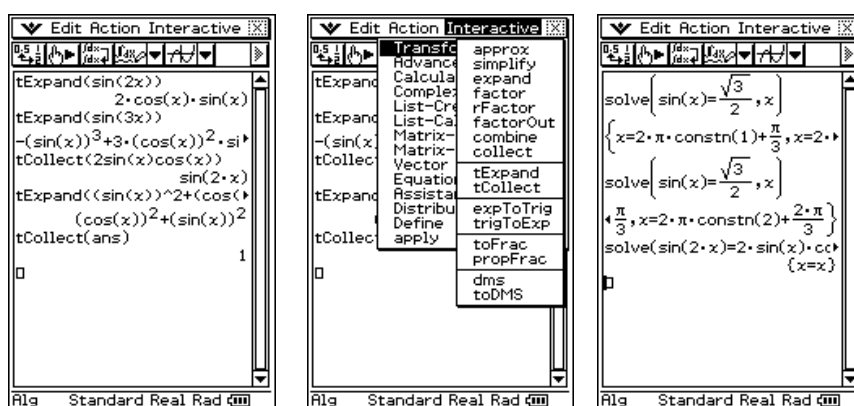 Edit Action Interactive
tExpand(sin(2x))
2·cos(x)·sin(x)
tExpand(sin(3x))
-(sin(x))³+3·(cos(x))²·si
tCollect(2sin(x)cos(x))
sin(2·x)
tExpand((sin(x))^2+(cos(
(cos(x))²+(sin(x))²
tCollect(ans)
1
Alg Standard Real Rad
Edit Action Interactive
tExpand
tExpand
-(sin(x)
tCollect
tExpand
tCollec
Transfo
Advance
Calcula
Complex
List-Cre
List-Cal
Matrix-
Matrix-
Vector
Equation
Assistan
Distribu
Define
apply
approx
simplify
expand
factor
rFactor
factorOut
combine
collect
tExpand
tCollect
expToTrig
trigToExp
toFrac
propFrac
dms
toDMS
Alg Standard Real Rad
Edit Action Interactive
solve(sin(x)=√3/2,x)
{x=2·π·constn(1)+π/3,x=2·
solve(sin(x)=√3/2,x)
π/3,x=2·π·constn(2)+2·π/3}
solve(sin(2·x)=2·sin(x)·co
{x=x}
Alg Standard Real Rad